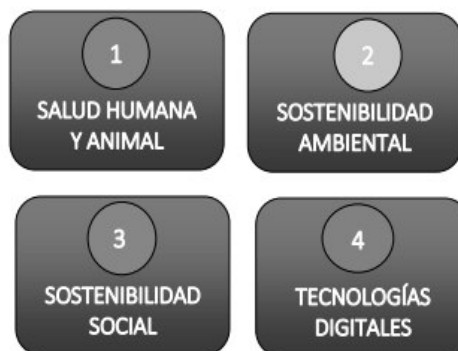 1
SALUD HUMANA
Y ANIMAL
2
SOSTENIBILIDAD
AMBIENTAL
3
SOSTENIBILIDAD
SOCIAL
4
TECNOLOGÍAS
DIGITALES